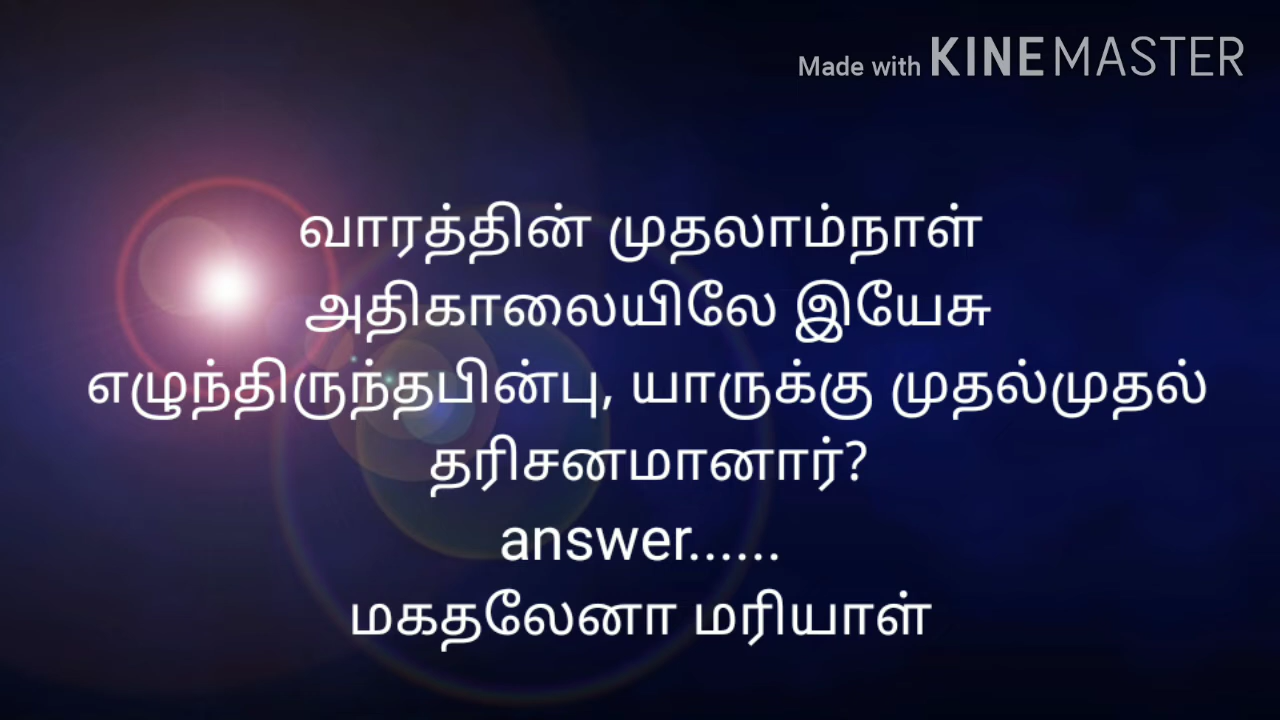 Made with KINEMASTER
வாரத்தின் முதலாம்நாள்
அதிகாலையிலே இயேசு
எழுந்திருந்தபின்பு, யாருக்கு முதல்முதல்
தரிசனமானார்?
answer......
மகதலேனா மரியாள்